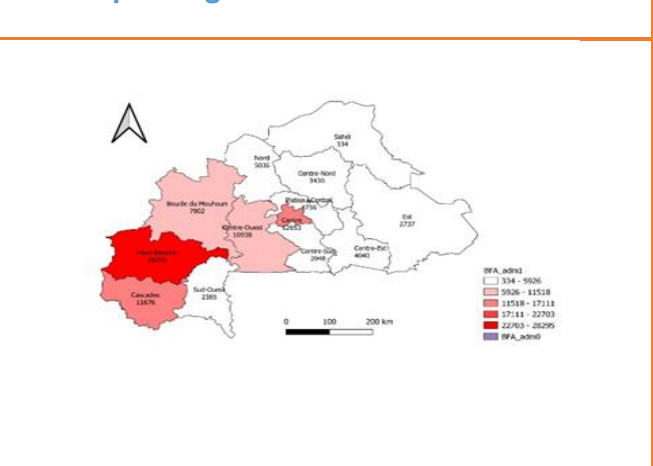 Sahel
334
Nord
5036
Centre-Nord
3430
Boucle du Mouhoun
7902
Plateau Central
4756
Est
2737
Centre
12653
Centre-Ouest
10938
Centre-Sud
2948
Centre-Est
4040
Sud-Ouest
2385
Cascades
11676
0 100 200 km
BFA_adm1
334 - 5926
5926 - 11518
11518 - 17111
17111 - 22703
22703 - 28295
BFA_adm0